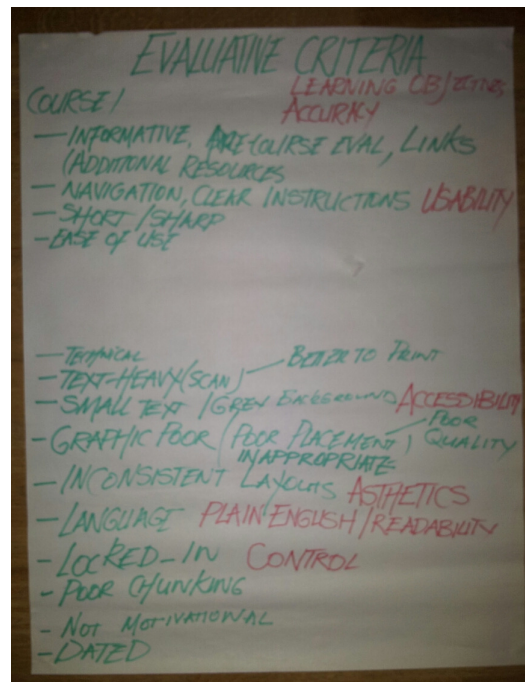 EVALUATIVE CRITERIA
LEARNING OBJECTIVES,
COURSE 1
ACCURACY
— INFORMATIVE, PRE COURSE EVAL, LINKS
(ADDITIONAL RESOURCES
— NAVIGATION, CLEAR INSTRUCTIONS USABILITY
— SHORT / SHARP
— EASE OF USE
— TECHNICAL
— TEXT-HEAVY (SCAN) — BETTER TO PRINT
— SMALL TEXT / GREY BACKGROUND ACCESSIBILITY
— GRAPHIC POOR (POOR PLACEMENT) — POOR QUALITY
INAPPROPRIATE
— INCONSISTENT LAYOUTS ASTHETICS
— LANGUAGE PLAIN ENGLISH / READABILITY
— LOCKED-IN CONTROL
— POOR CHUNKING
— NOT MOTIVATIONAL
— DATED